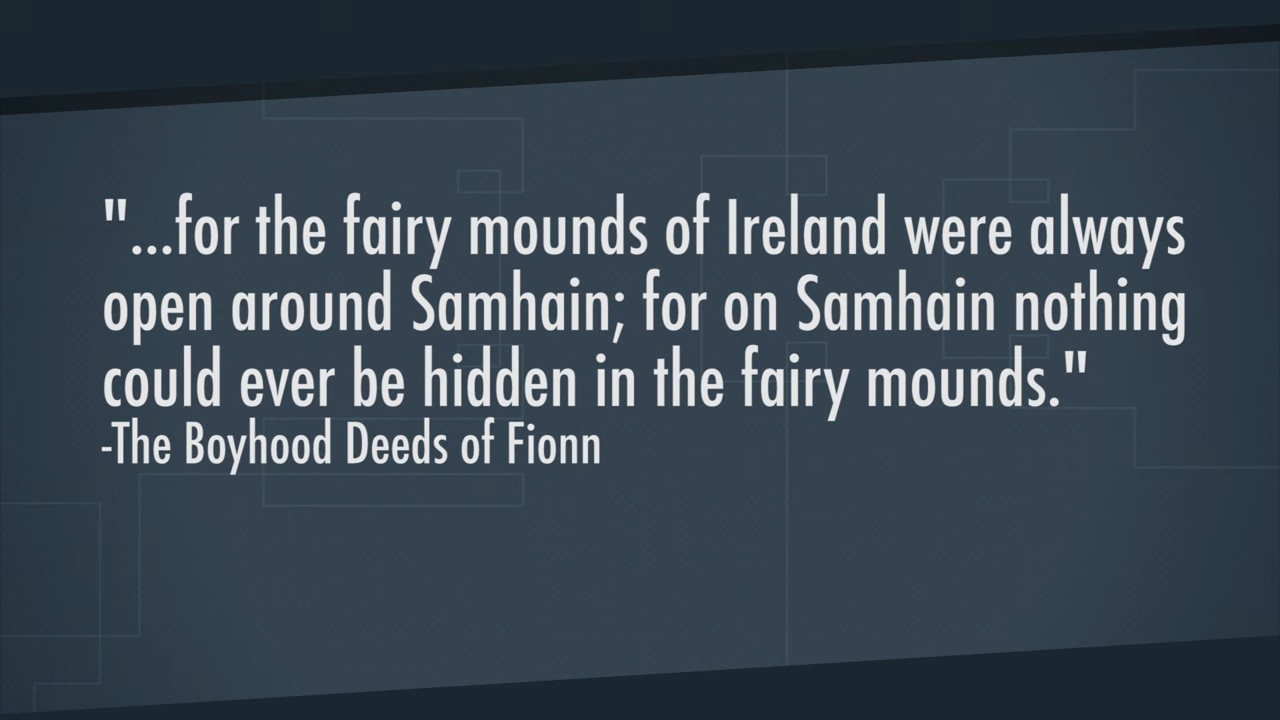 "...for the fairy mounds of Ireland were always
open around Samhain; for on Samhain nothing
could ever be hidden in the fairy mounds."
-The Boyhood Deeds of Fionn